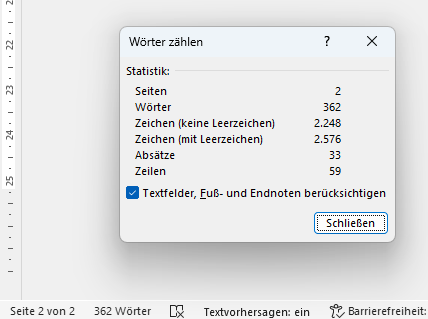 Wörter zählen ? ×
Statistik:
Seiten 2
Wörter 362
Zeichen (keine Leerzeichen) 2.248
Zeichen (mit Leerzeichen) 2.576
Absätze 33
Zeilen 59
Textfelder, Fuß- und Endnoten berücksichtigen
Schließen
22
23
24
25
Seite 2 von 2 362 Wörter Textvorhersagen: ein Barrierefreiheit: